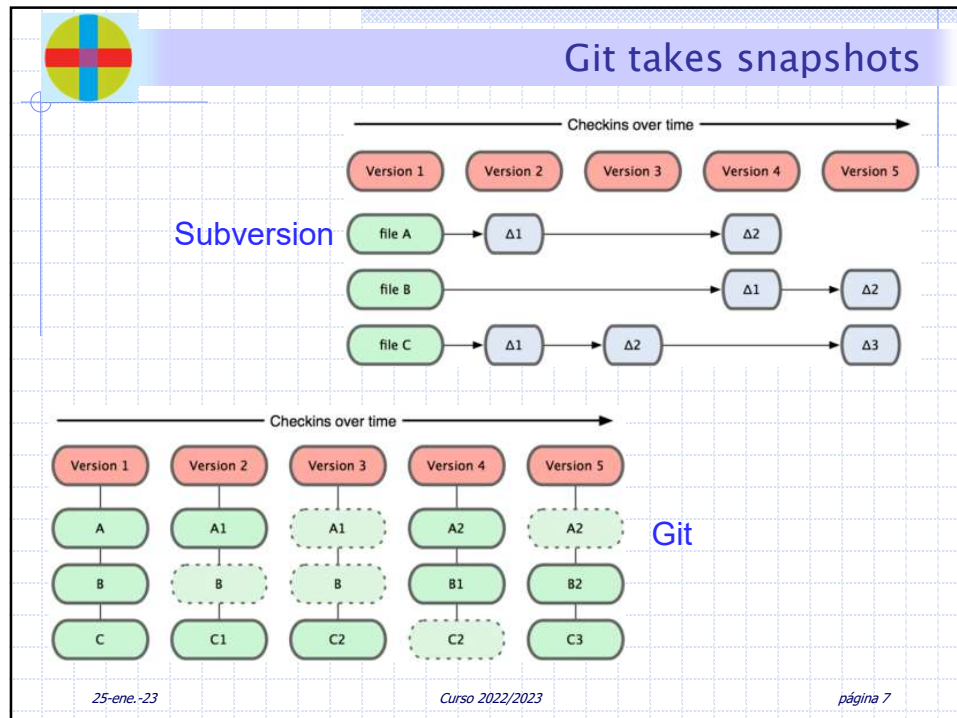 Git takes snapshots
Checkins over time
Version 1 Version 2 Version 3 Version 4 Version 5
Subversion file A Δ1 Δ2
file B Δ1 Δ2
file C Δ1 Δ2 Δ3
Checkins over time
Version 1 Version 2 Version 3 Version 4 Version 5
A A1 A1 A2 A2 Git
B B B B1 B2
C C1 C2 C2 C3
25-ene.-23 Curso 2022/2023 página 7